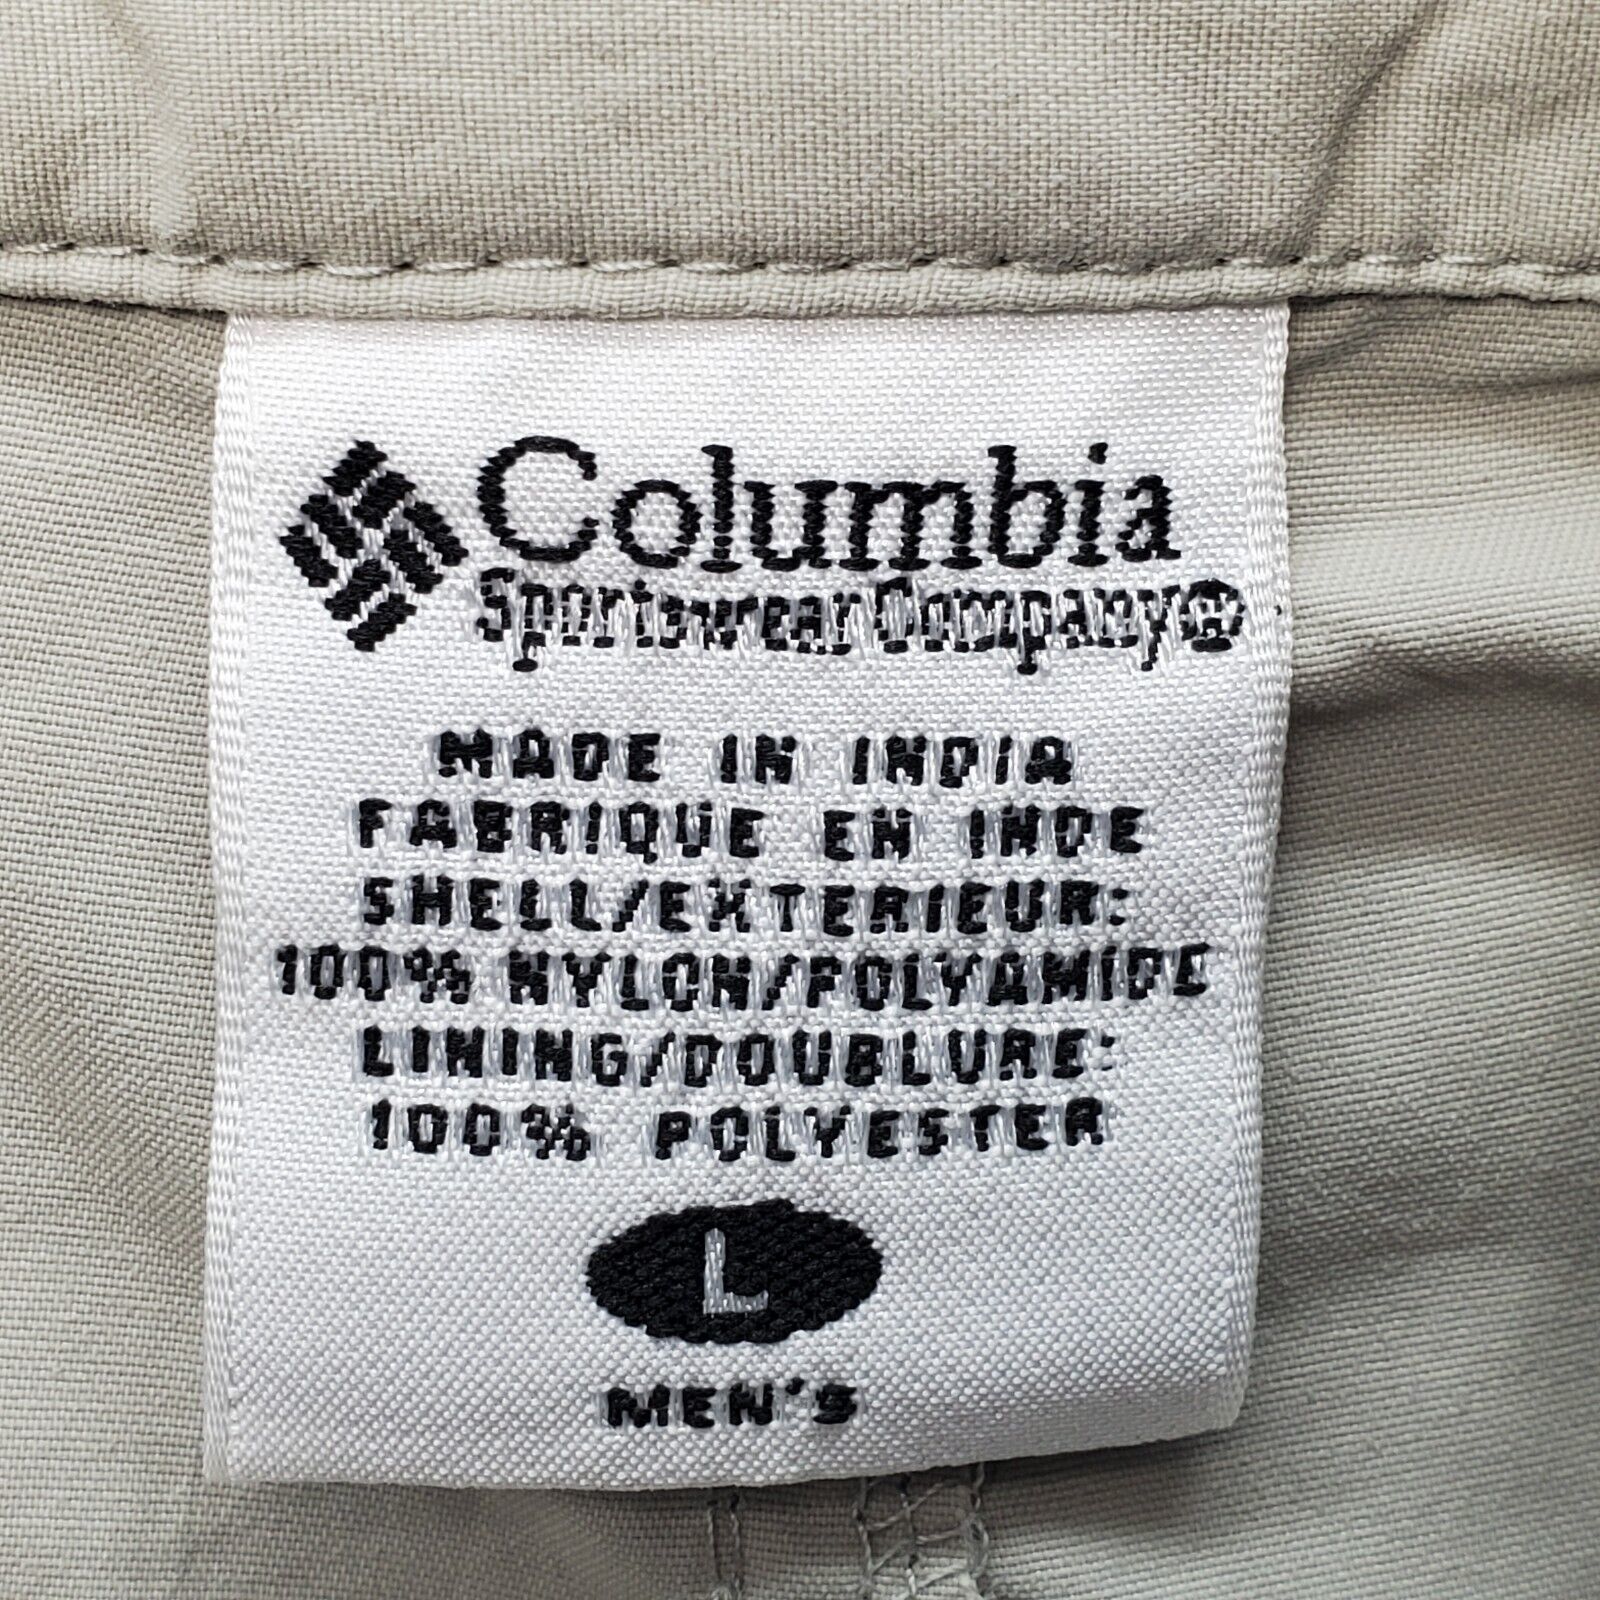 Columbia
Sportswear Company®
MADE IN INDIA
FABRIQUE EN INDE
SHELL/EXTERIEUR:
100% NYLON/POLYAMIDE
LINING/DOUBLURE:
100% POLYESTER
L
MEN'S